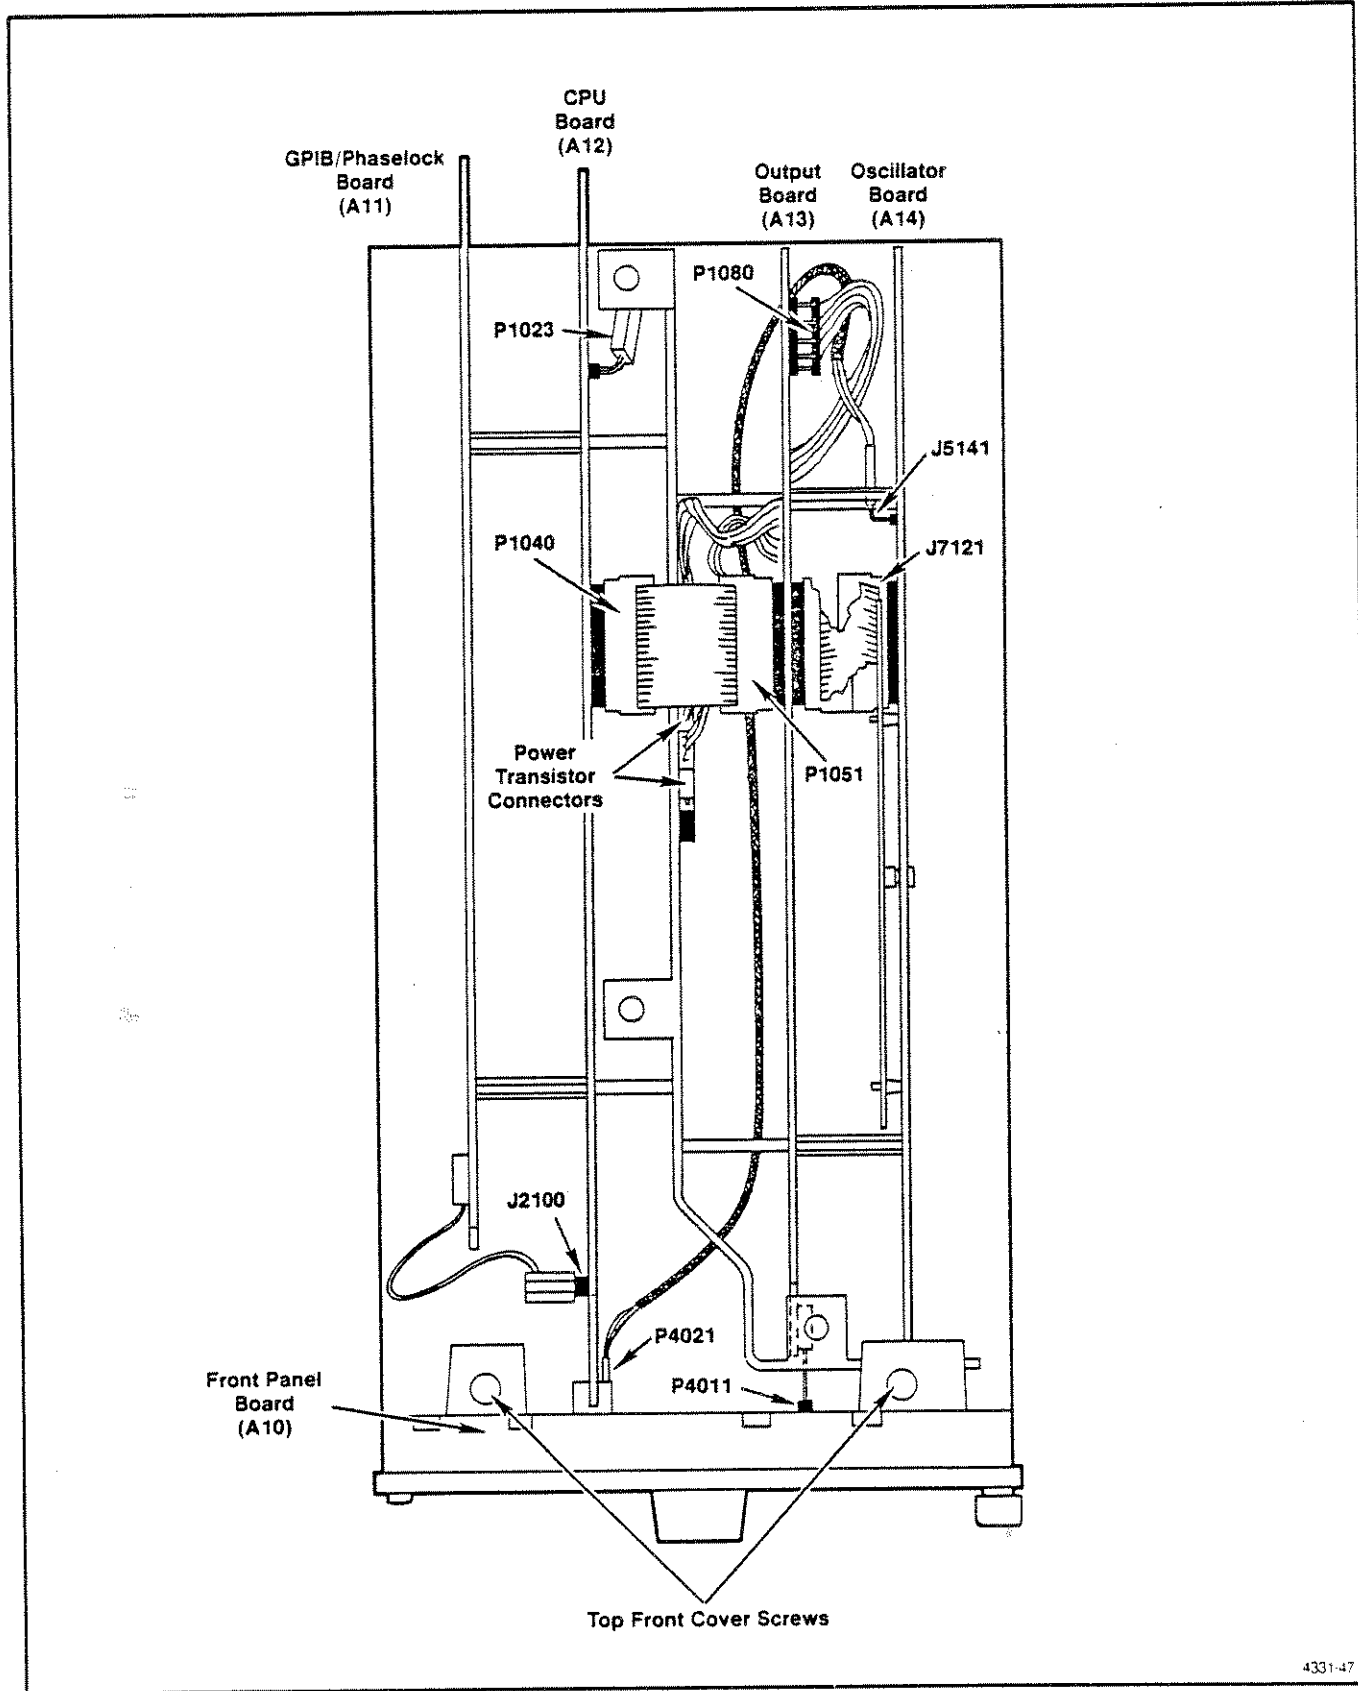 CPU
Board
(A12)
GPIB/Phaselock
Board
(A11)
Output
Board
(A13)
Oscillator
Board
(A14)
P1080
P1023
J5141
P1040
J7121
Power
Transistor
Connectors
P1051
J2100
P4021
Front Panel
Board
(A10)
P4011
Top Front Cover Screws
4331-47